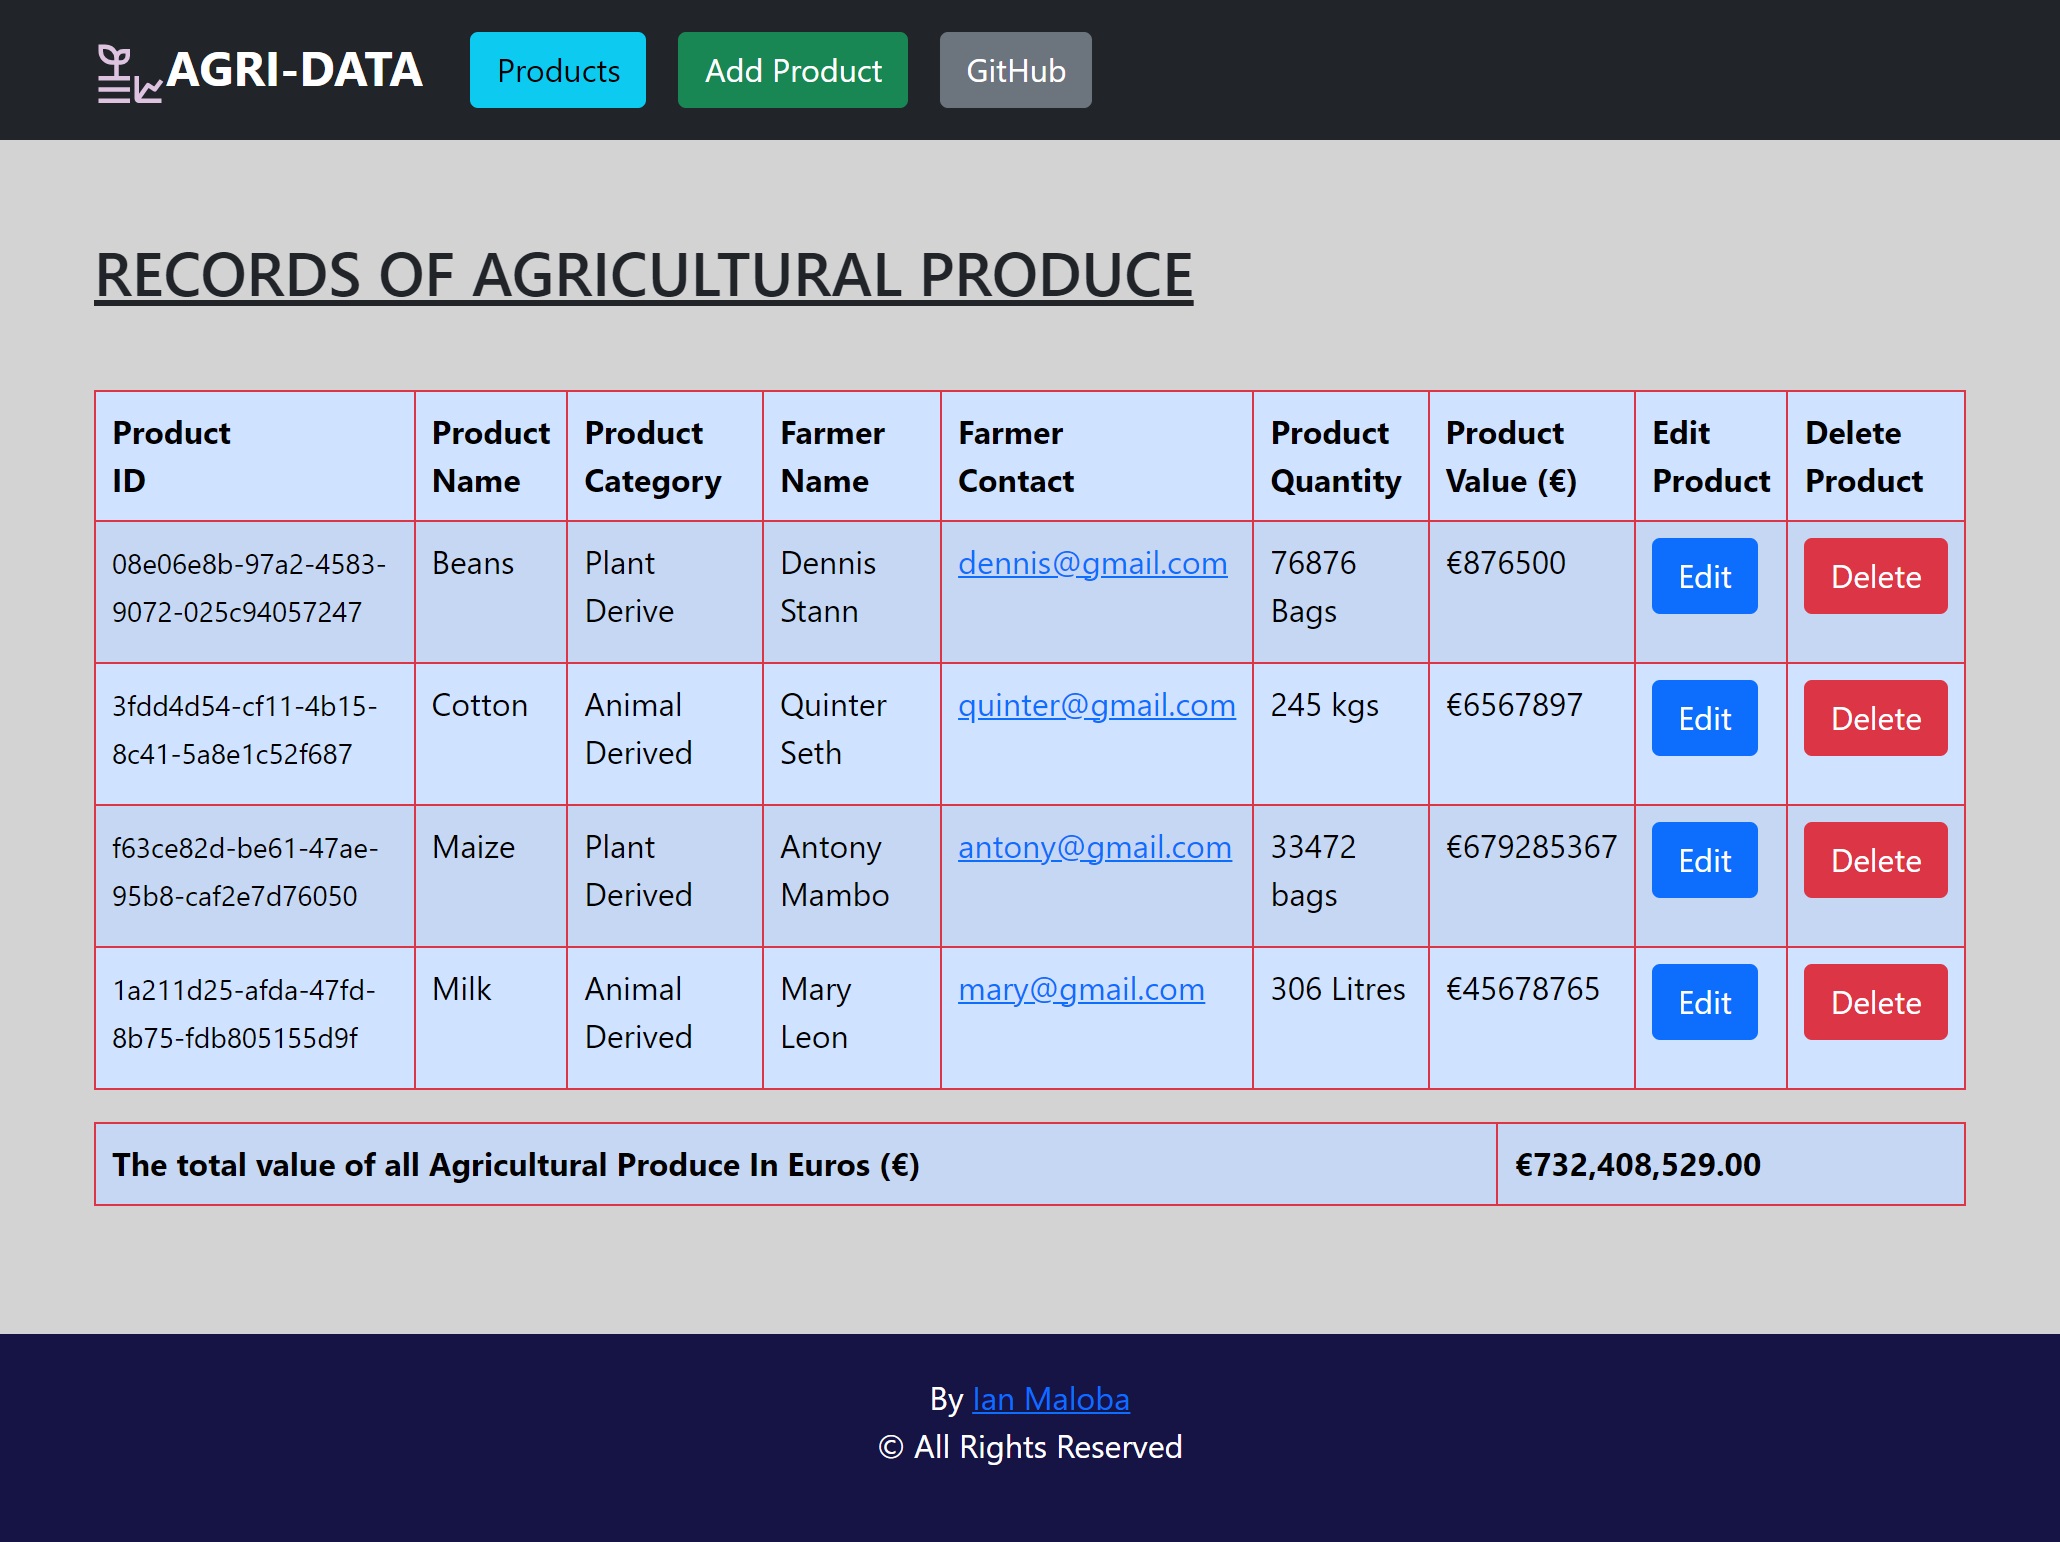 AGRI-DATA Products Add Product GitHub
RECORDS OF AGRICULTURAL PRODUCE
Product Product Product Farmer Farmer Product Product Edit Delete
ID Name Category Name Contact Quantity Value (€) Product Product
08e06e8b-97a2-4583- Beans Plant Dennis dennis@gmail.com 76876 €876500 Edit Delete
9072-025c94057247 Derive Stann Bags
3fdd4d54-cf11-4b15- Cotton Animal Quinter quinter@gmail.com 245 kgs €6567897 Edit Delete
8c41-5a8e1c52f687 Derived Seth
f63ce82d-be61-47ae- Maize Plant Antony antony@gmail.com 33472 €679285367 Edit Delete
95b8-caf2e7d76050 Derived Mambo bags
1a211d25-afda-47fd- Milk Animal Mary mary@gmail.com 306 Litres €45678765 Edit Delete
8b75-fdb805155d9f Derived Leon
The total value of all Agricultural Produce In Euros (€) €732,408,529.00
By Ian Maloba
© All Rights Reserved